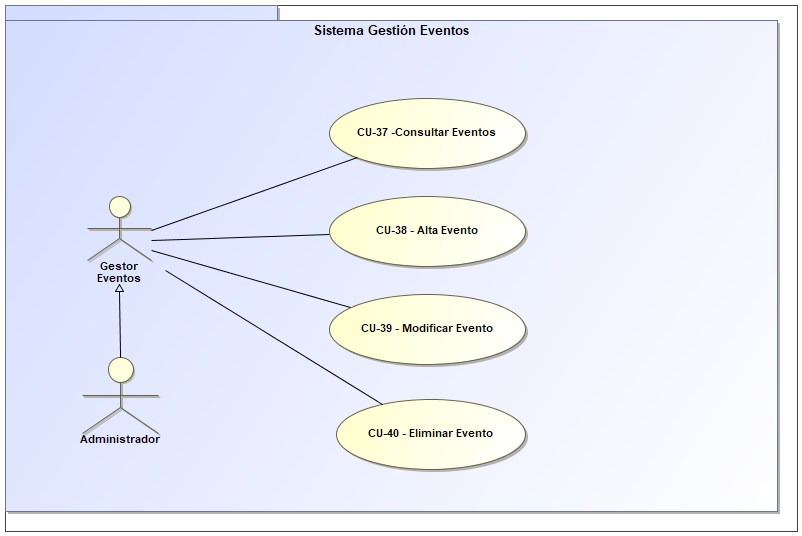 Sistema Gestión Eventos
CU-37 -Consultar Eventos
CU-38 - Alta Evento
Gestor
Eventos
CU-39 - Modificar Evento
CU-40 - Eliminar Evento
Administrador